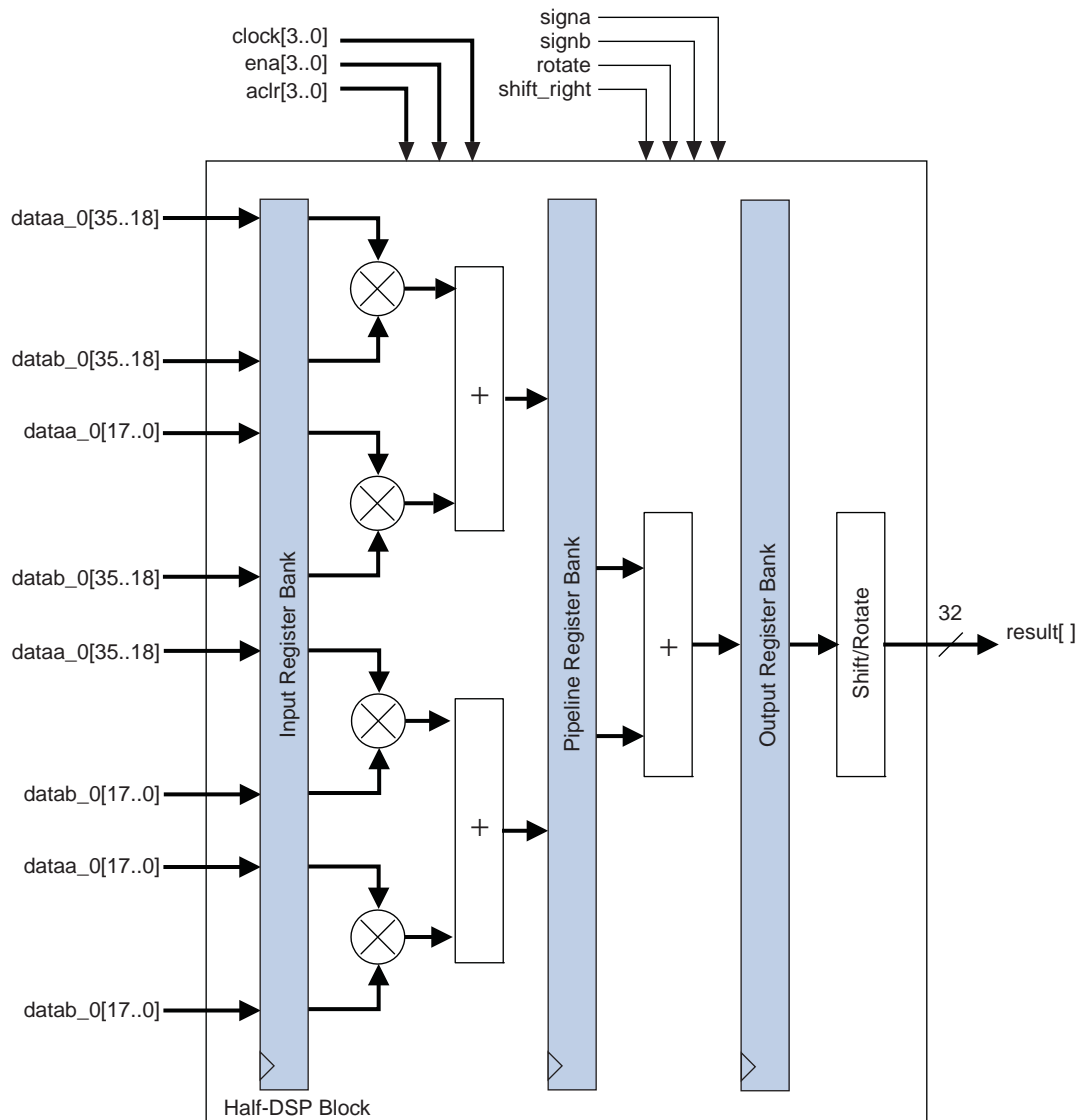 clock[3..0]
ena[3..0]
aclr[3..0]
signa
signb
rotate
shift_right
dataa_0[35..18]
datab_0[35..18]
dataa_0[17..0]
datab_0[35..18]
dataa_0[35..18]
datab_0[17..0]
dataa_0[17..0]
datab_0[17..0]
Input Register Bank
+
+
Pipeline Register Bank
+
Output Register Bank
Shift/Rotate
32
result[ ]
Half-DSP Block